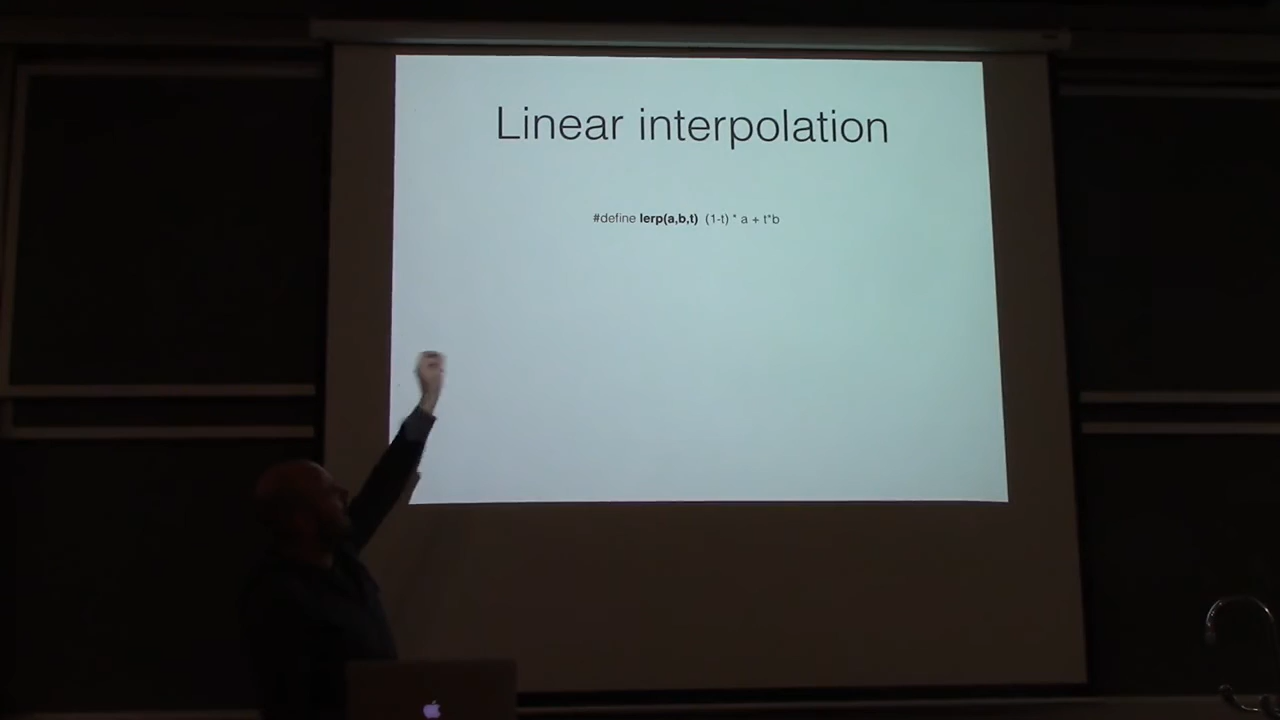 Linear interpolation
#define lerp(a,b,t) (1-t) * a + t*b